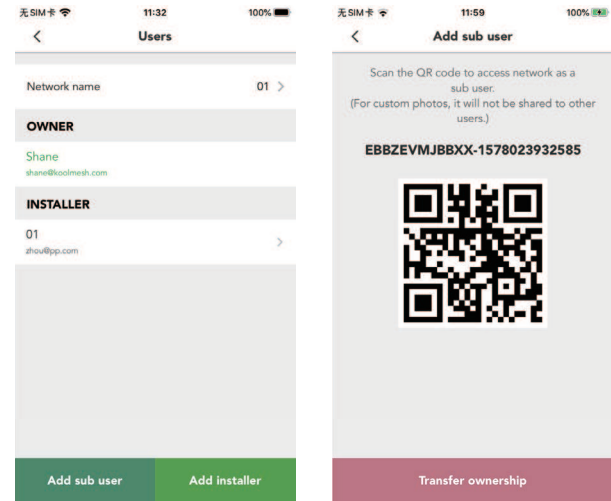 无SIM卡 11:32 100%
Users
Network name 01
OWNER
Shane
shane@koolmesh.com
INSTALLER
01
zhou@pp.com
Add sub user Add installer
无SIM卡 11:59 100%
Add sub user
Scan the QR code to access network as a
sub user.
(For custom photos, it will not be shared to other
users.)
EBBZEVMJBBXX-1578023932585
Transfer ownership